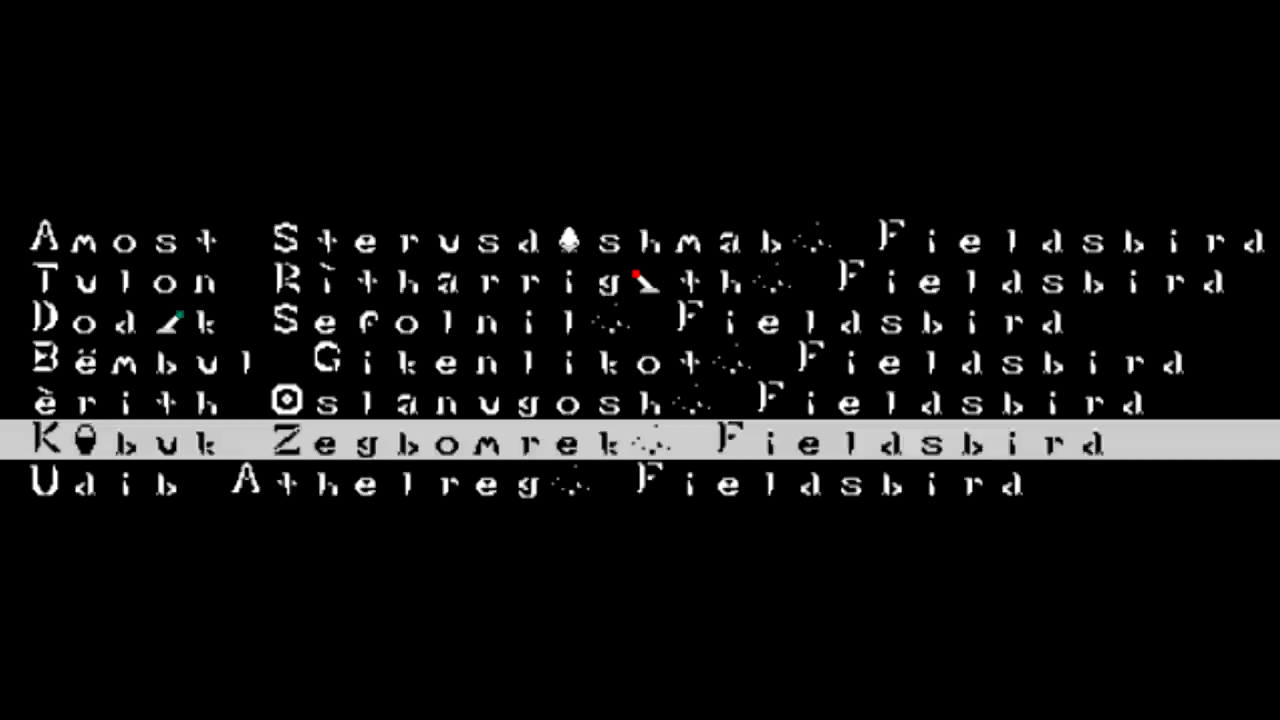 Amost Fieldsbird
Tulon Fieldsbird
Sefolnil Fieldsbird
Bëmbul Gikenlikot Fieldsbird
èrith Oslanugosh Fieldsbird
Zegbomrek Fieldsbird
Udib Athelreg Fieldsbird